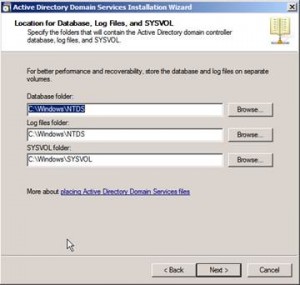 Active Directory Domain Services Installation Wizard
Location for Database, Log Files, and SYSVOL
Specify the folders that will contain the Active Directory domain controller
database, log files, and SYSVOL.
For better performance and recoverability, store the database and log files on separate
volumes.
Database folder:
C:\Windows\NTDS
Browse...
Log files folder:
C:\Windows\NTDS
Browse...
SYSVOL folder:
C:\Windows\SYSVOL
Browse...
More about placing Active Directory Domain Services files
< Back
Next >
Cancel